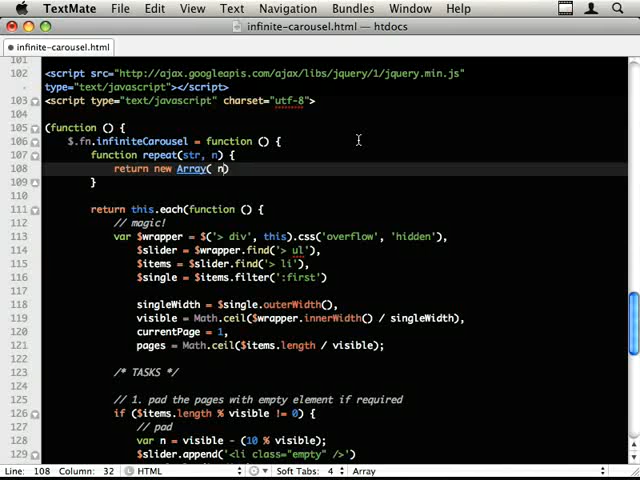 TextMate File Edit View Text Navigation Bundles Window Help
infinite-carousel.html — htdocs
infinite-carousel.html
101
102 <script src="http://ajax.googleapis.com/ajax/libs/jquery/1/jquery.min.js"
type="text/javascript"></script>
103 <script type="text/javascript" charset="utf-8">
104
105 (function () {
106 $.fn.infiniteCarousel = function () {
107 function repeat(str, n) {
108 return new Array( n)
109 }
110
111 return this.each(function () {
112 // magic!
113 var $wrapper = $('> div', this).css('overflow', 'hidden'),
114 $slider = $wrapper.find('> ul'),
115 $items = $slider.find('> li'),
116 $single = $items.filter(':first')
117
118 singleWidth = $single.outerWidth(),
119 visible = Math.ceil($wrapper.innerWidth() / singleWidth),
120 currentPage = 1,
121 pages = Math.ceil($items.length / visible);
122
123 /* TASKS */
124
125 // 1. pad the pages with empty element if required
126 if ($items.length % visible != 0) {
127 // pad
128 var n = visible - (10 % visible);
129 $slider.append('<li class="empty" />')
Line: 108 Column: 32 HTML Soft Tabs: 4 Array